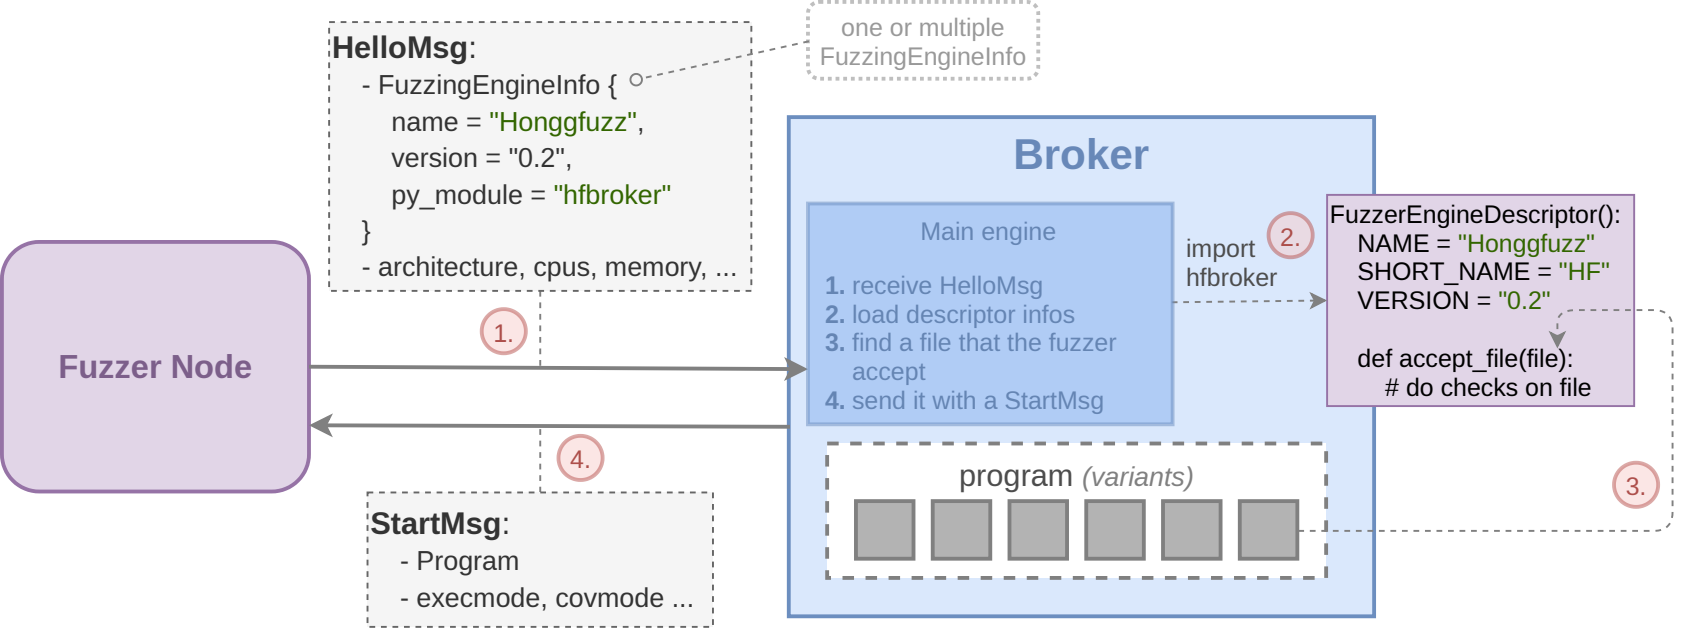 one or multiple
FuzzingEngineInfo
HelloMsg:
- FuzzingEngineInfo {
name = "Honggfuzz",
version = "0.2",
py_module = "hfbroker"
}
- architecture, cpus, memory, ...
Fuzzer Node
1.
4.
StartMsg:
- Program
- execmode, covmode ...
Broker
Main engine
1. receive HelloMsg
2. load descriptor infos
3. find a file that the fuzzer
accept
4. send it with a StartMsg
import
hfbroker
2.
FuzzerEngineDescriptor():
NAME = "Honggfuzz"
SHORT_NAME = "HF"
VERSION = "0.2"
def accept_file(file):
# do checks on file
program (variants)
3.